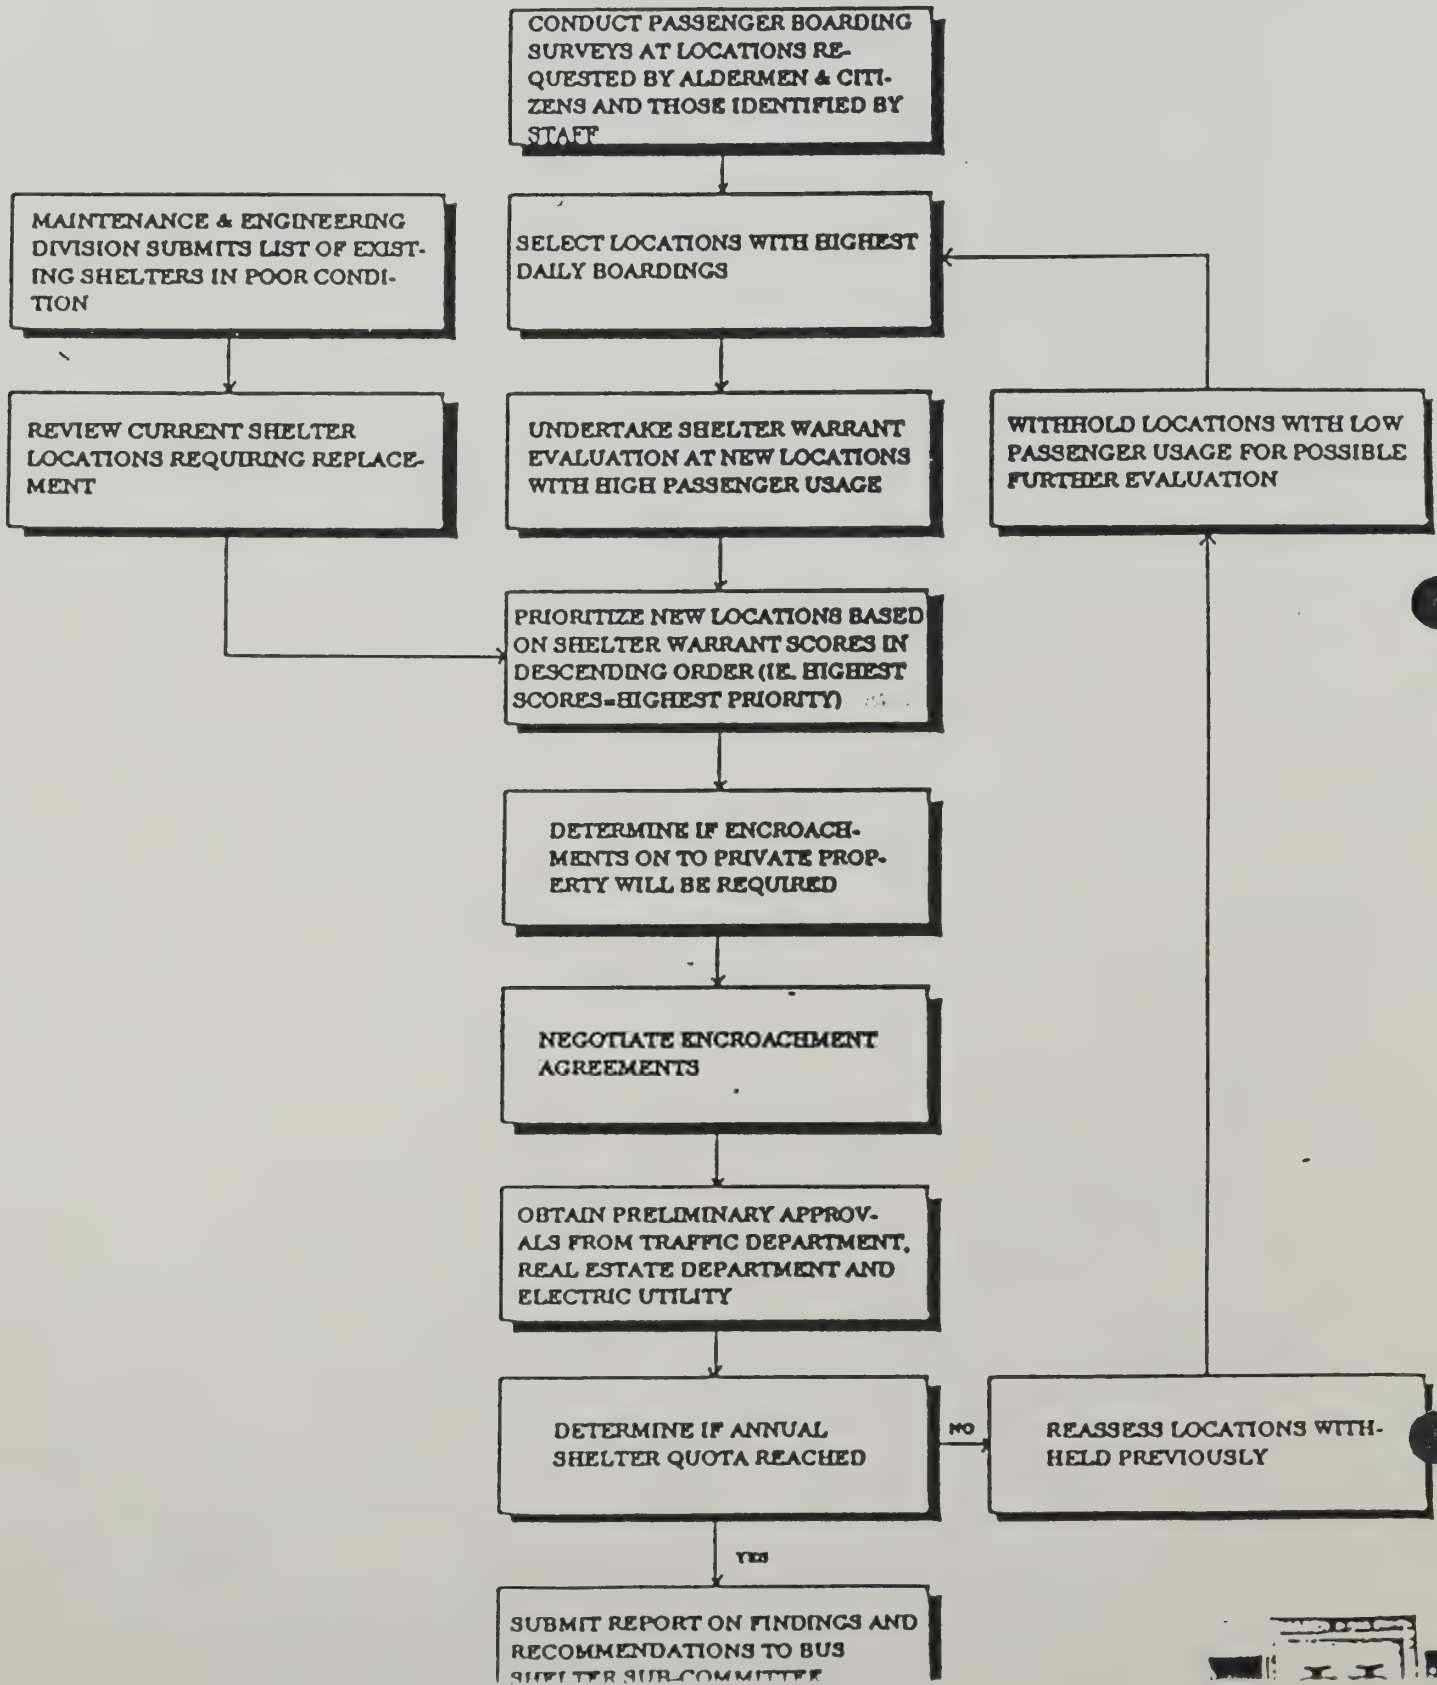 CONDUCT PASSENGER BOARDING
SURVEYS AT LOCATIONS RE-
QUESTED BY ALDERMEN & CITI-
ZENS AND THOSE IDENTIFIED BY
STAFF
MAINTENANCE & ENGINEERING
DIVISION SUBMITS LIST OF EXIST-
ING SHELTERS IN POOR CONDI-
TION
SELECT LOCATIONS WITH HIGHEST
DAILY BOARDINGS
REVIEW CURRENT SHELTER
LOCATIONS REQUIRING REPLACE-
MENT
UNDERTAKE SHELTER WARRANT
EVALUATION AT NEW LOCATIONS
WITH HIGH PASSENGER USAGE
WITHHOLD LOCATIONS WITH LOW
PASSENGER USAGE FOR POSSIBLE
FURTHER EVALUATION
PRIORITIZE NEW LOCATIONS BASED
ON SHELTER WARRANT SCORES IN
DESCENDING ORDER (IE. HIGHEST
SCORES=HIGHEST PRIORITY)
DETERMINE IF ENCROACH-
MENTS ON TO PRIVATE PROP-
ERTY WILL BE REQUIRED
NEGOTIATE ENCROACHMENT
AGREEMENTS
OBTAIN PRELIMINARY APPROV-
ALS FROM TRAFFIC DEPARTMENT,
REAL ESTATE DEPARTMENT AND
ELECTRIC UTILITY
DETERMINE IF ANNUAL
SHELTER QUOTA REACHED
NO
REASSESS LOCATIONS WITH-
HELD PREVIOUSLY
YES
SUBMIT REPORT ON FINDINGS AND
RECOMMENDATIONS TO BUS
SHELTER SUB-COMMITTEE